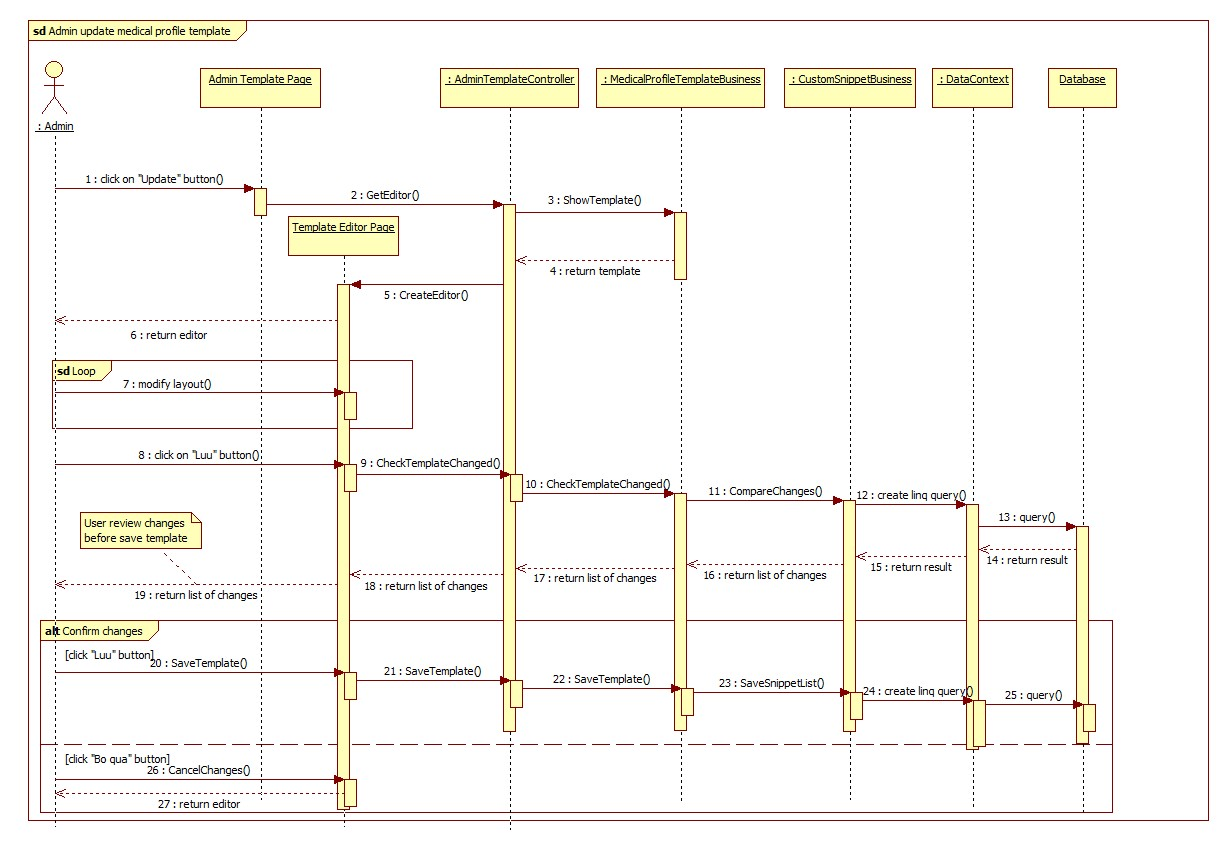 sd Admin update medical profile template
Admin Template Page
: AdminTemplateController
: MedicalProfileTemplateBusiness
: CustomSnippetBusiness
: DataContext
Database
: Admin
1 : click on "Update" button()
2 : GetEditor()
3 : ShowTemplate()
Template Editor Page
4 : return template
5 : CreateEditor()
6 : return editor
sd Loop
7 : modify layout()
8 : click on "Luu" button()
9 : CheckTemplateChanged()
10 : CheckTemplateChanged()
11 : CompareChanges()
12 : create linq query()
13 : query()
User review changes
before save template
14 : return result
15 : return result
16 : return list of changes
17 : return list of changes
18 : return list of changes
19 : return list of changes
alt Confirm changes
[click "Luu" button]
20 : SaveTemplate()
21 : SaveTemplate()
22 : SaveTemplate()
23 : SaveSnippetList()
24 : create linq query()
25 : query()
[click "Bo qua" button]
26 : CancelChanges()
27 : return editor